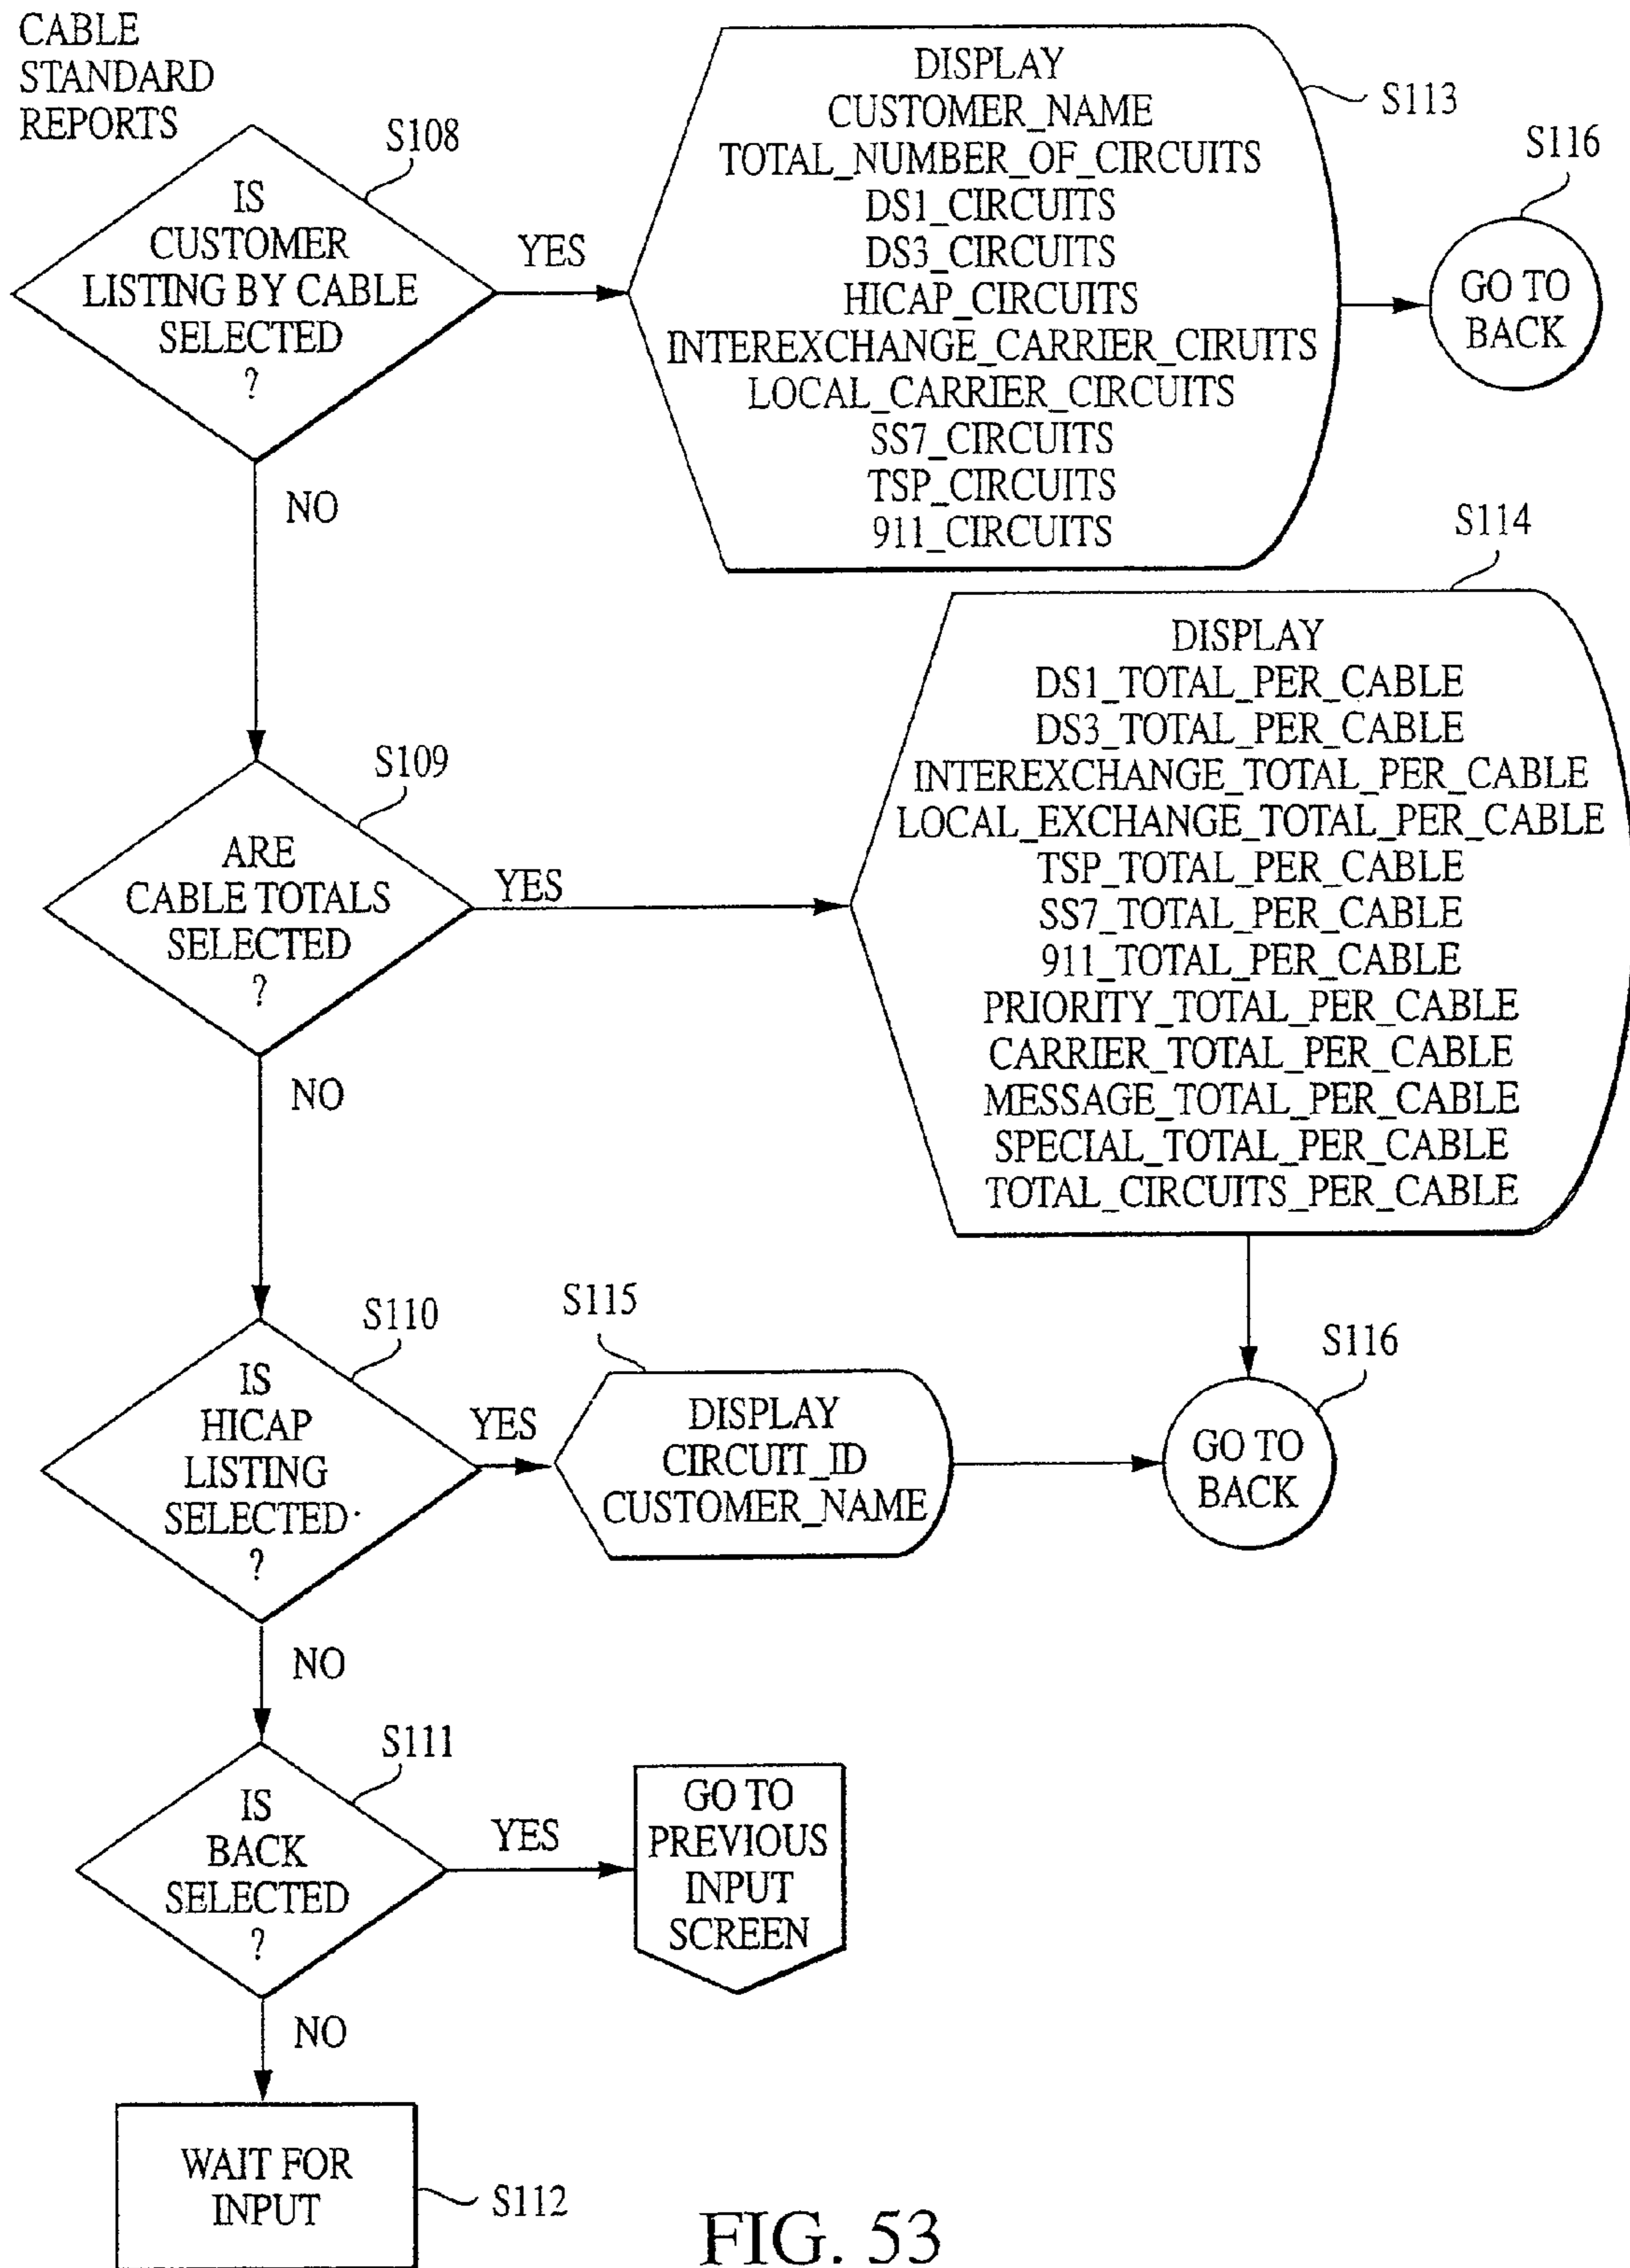 CABLE
STANDARD
REPORTS
S108
IS
CUSTOMER
LISTING BY CABLE
SELECTED
?
YES
NO
DISPLAY
CUSTOMER_NAME
TOTAL_NUMBER_OF_CIRCUITS
DS1_CIRCUITS
DS3_CIRCUITS
HICAP_CIRCUITS
INTEREXCHANGE_CARRIER_CIRUITS
LOCAL_CARRIER_CIRCUITS
SS7_CIRCUITS
TSP_CIRCUITS
911_CIRCUITS
S113
S116
GO TO
BACK
S109
ARE
CABLE TOTALS
SELECTED
?
YES
NO
S114
DISPLAY
DS1_TOTAL_PER_CABLE
DS3_TOTAL_PER_CABLE
INTEREXCHANGE_TOTAL_PER_CABLE
LOCAL_EXCHANGE_TOTAL_PER_CABLE
TSP_TOTAL_PER_CABLE
SS7_TOTAL_PER_CABLE
911_TOTAL_PER_CABLE
PRIORITY_TOTAL_PER_CABLE
CARRIER_TOTAL_PER_CABLE
MESSAGE_TOTAL_PER_CABLE
SPECIAL_TOTAL_PER_CABLE
TOTAL_CIRCUITS_PER_CABLE
S110
IS
HICAP
LISTING
SELECTED
?
YES
NO
S115
DISPLAY
CIRCUIT_ID
CUSTOMER_NAME
S116
GO TO
BACK
S111
IS
BACK
SELECTED
?
YES
NO
GO TO
PREVIOUS
INPUT
SCREEN
WAIT FOR
INPUT
S112
FIG. 53